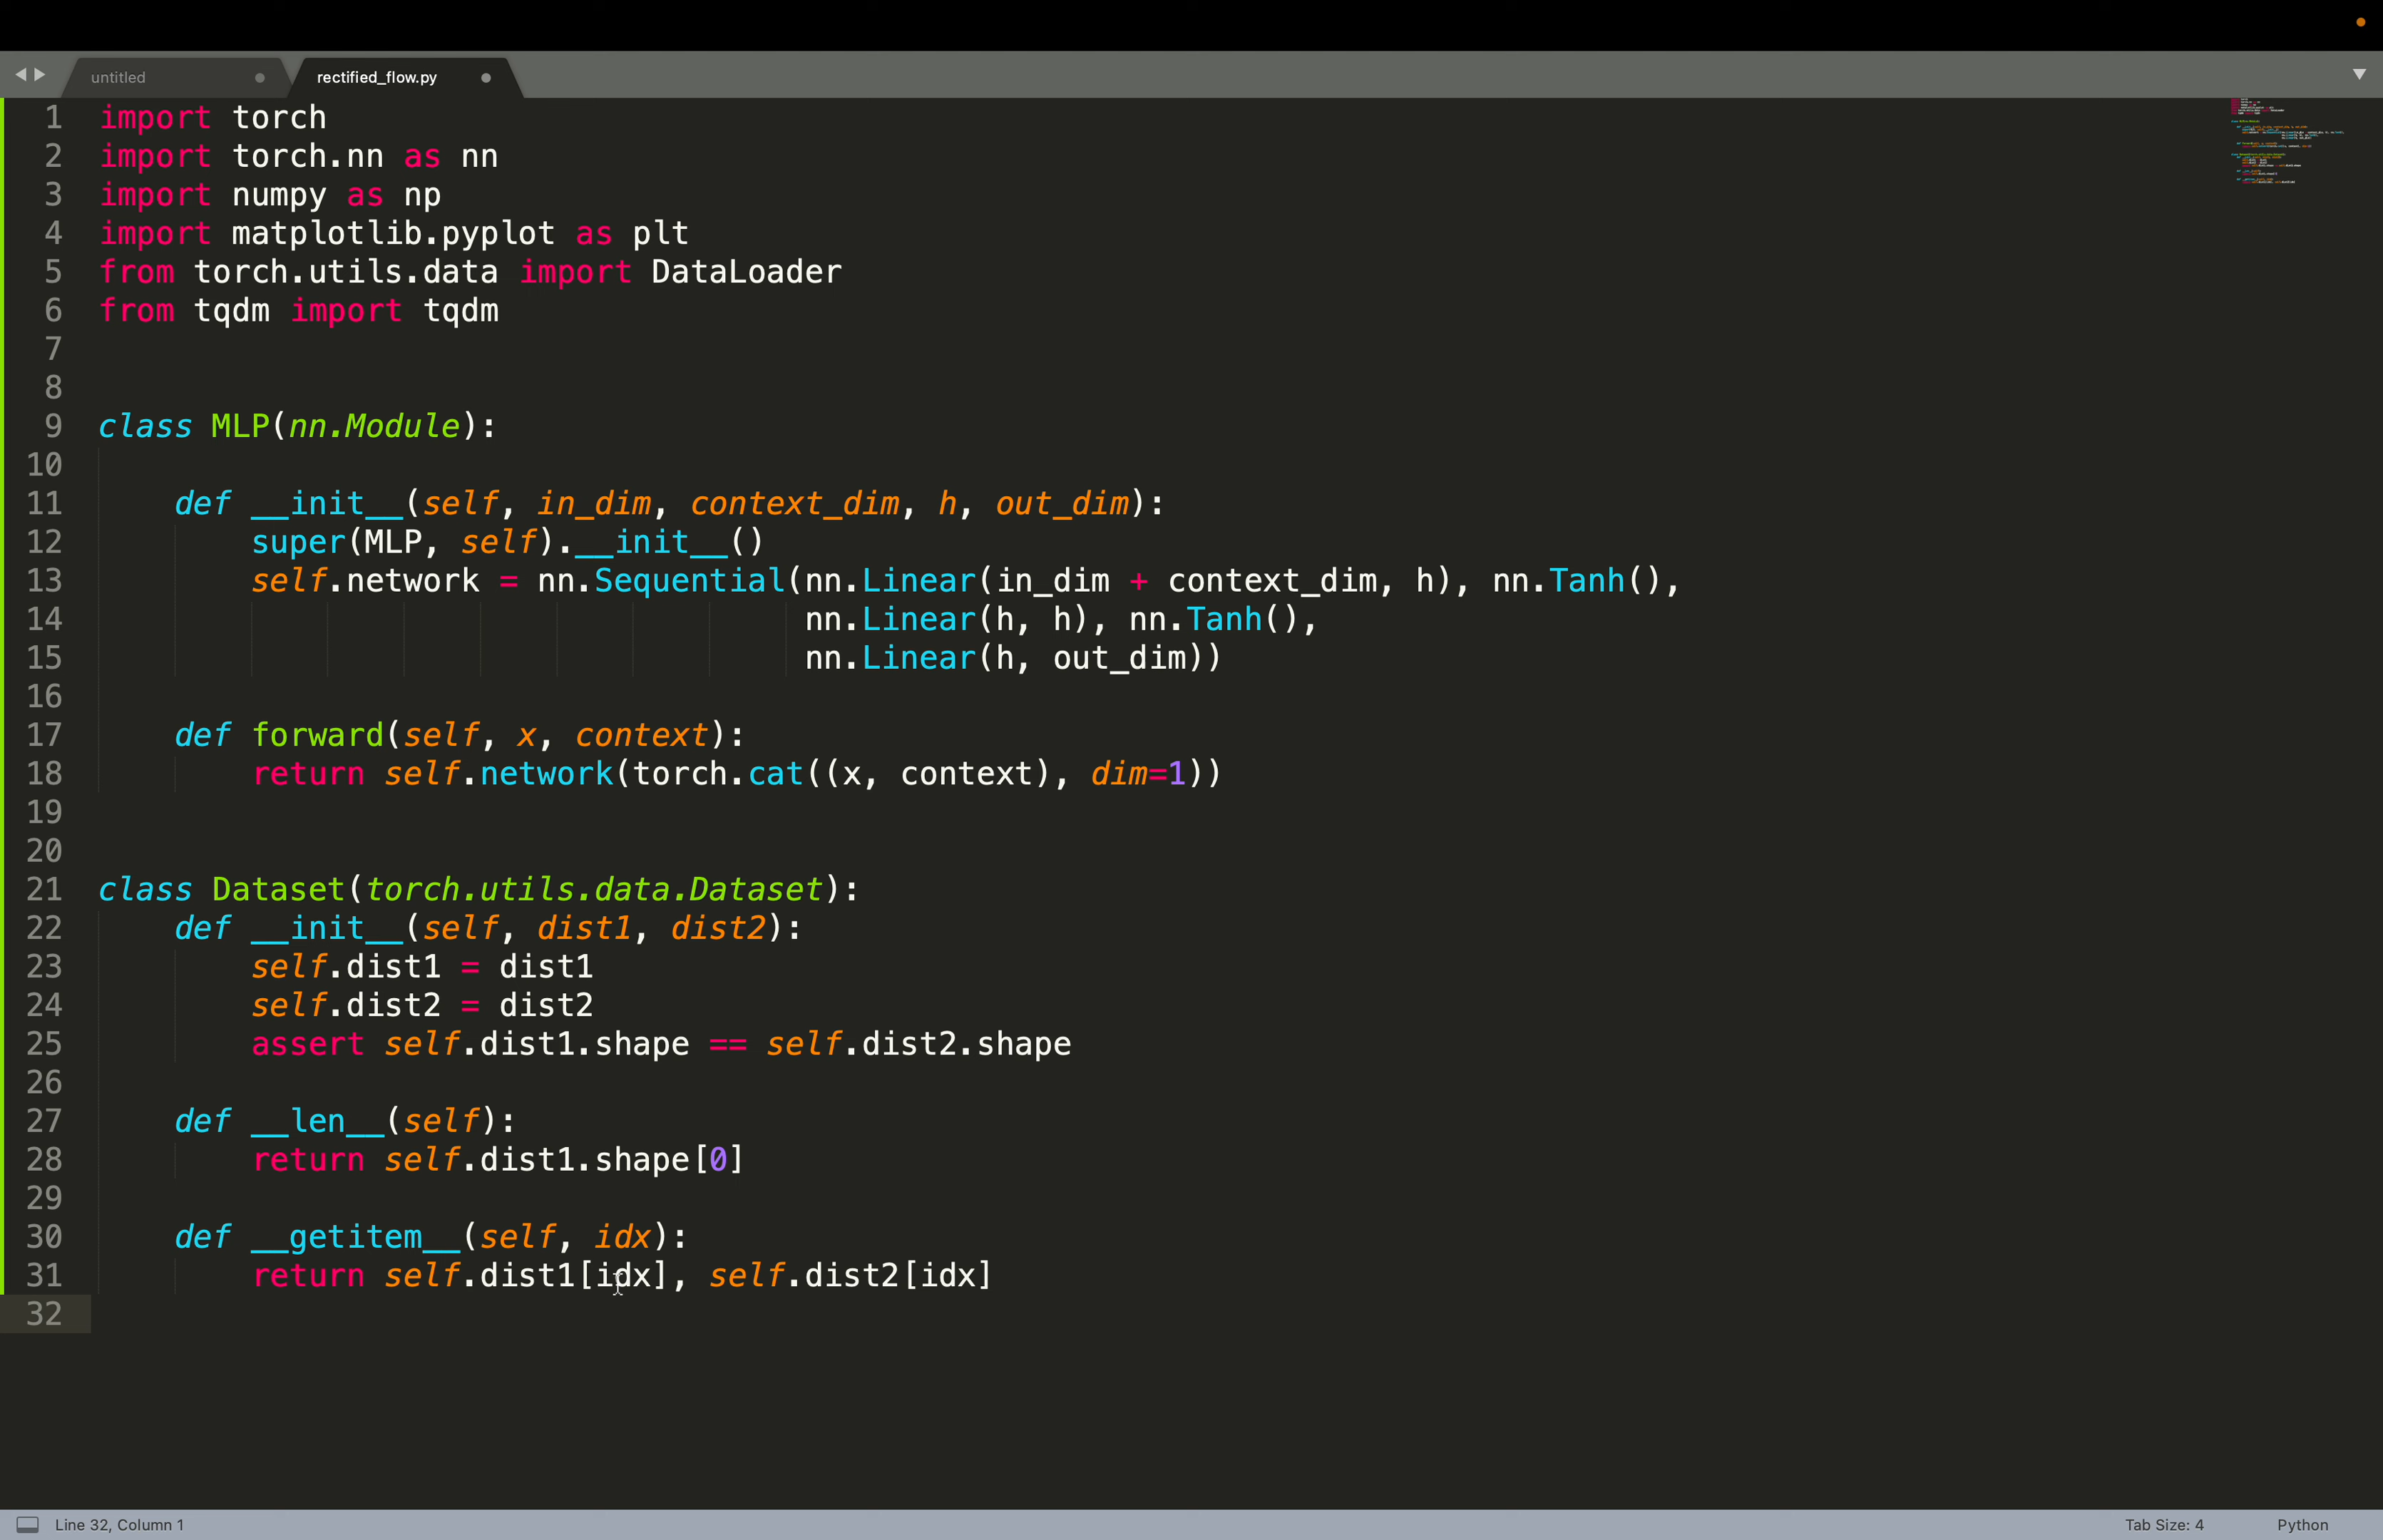 untitled
rectified_flow.py
1 import torch
2 import torch.nn as nn
3 import numpy as np
4 import matplotlib.pyplot as plt
5 from torch.utils.data import DataLoader
6 from tqdm import tqdm
7
8
9 class MLP(nn.Module):
10
11     def __init__(self, in_dim, context_dim, h, out_dim):
12         super(MLP, self).__init__()
13         self.network = nn.Sequential(nn.Linear(in_dim + context_dim, h), nn.Tanh(),
14                                      nn.Linear(h, h), nn.Tanh(),
15                                      nn.Linear(h, out_dim))
16
17     def forward(self, x, context):
18         return self.network(torch.cat((x, context), dim=1))
19
20
21 class Dataset(torch.utils.data.Dataset):
22     def __init__(self, dist1, dist2):
23         self.dist1 = dist1
24         self.dist2 = dist2
25         assert self.dist1.shape == self.dist2.shape
26
27     def __len__(self):
28         return self.dist1.shape[0]
29
30     def __getitem__(self, idx):
31         return self.dist1[idx], self.dist2[idx]
32
Line 32, Column 1
Tab Size: 4
Python